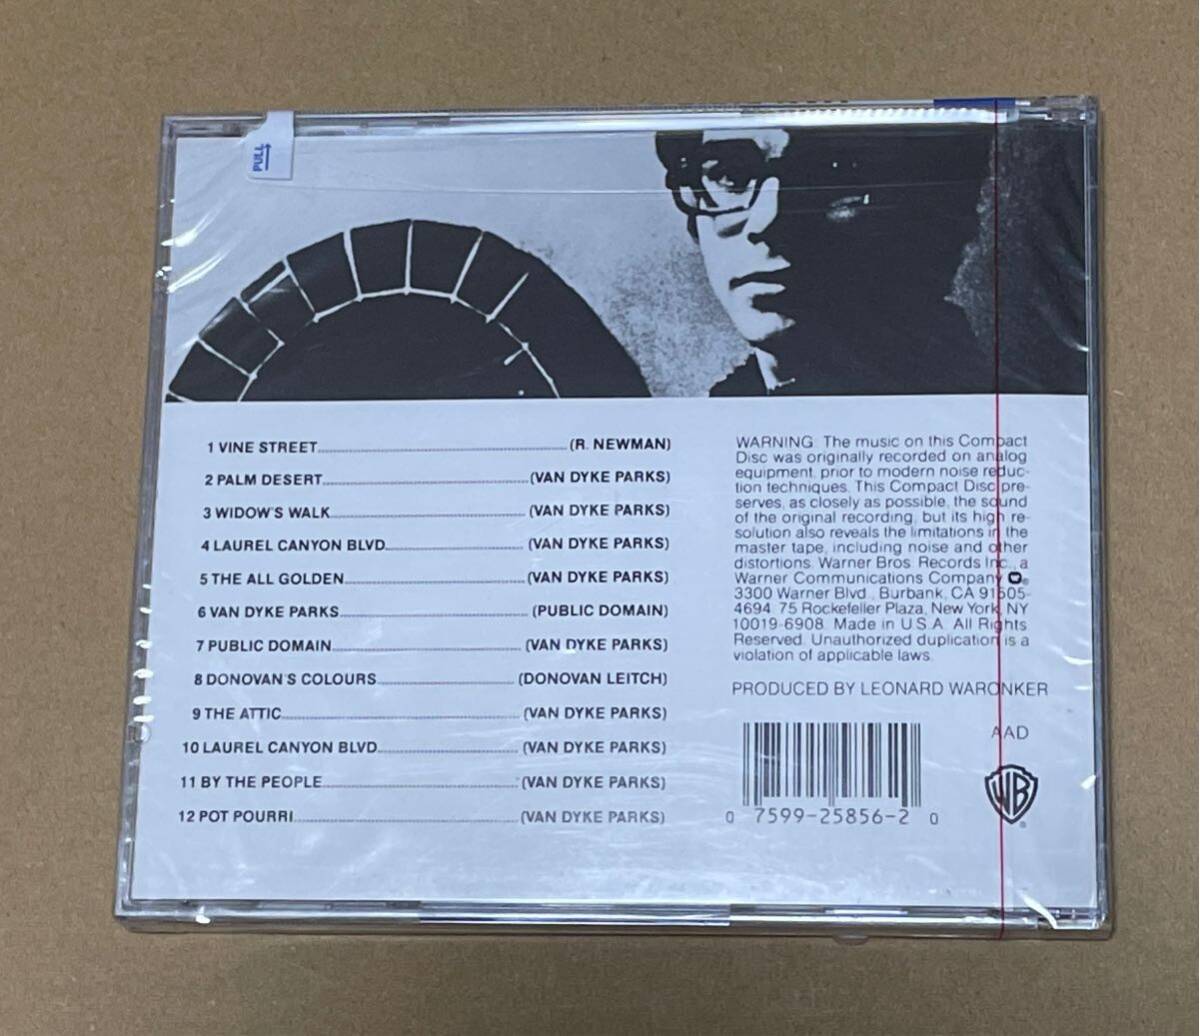 PULL
1 VINE STREET (R. NEWMAN)
2 PALM DESERT (VAN DYKE PARKS)
3 WIDOW'S WALK (VAN DYKE PARKS)
4 LAUREL CANYON BLVD (VAN DYKE PARKS)
5 THE ALL GOLDEN (VAN DYKE PARKS)
6 VAN DYKE PARKS (PUBLIC DOMAIN)
7 PUBLIC DOMAIN (VAN DYKE PARKS)
8 DONOVAN'S COLOURS (DONOVAN LEITCH)
9 THE ATTIC (VAN DYKE PARKS)
10 LAUREL CANYON BLVD (VAN DYKE PARKS)
11 BY THE PEOPLE (VAN DYKE PARKS)
12 POT POURRI (VAN DYKE PARKS)
WARNING: The music on this Compact
Disc was originally recorded on analog
equipment, prior to modern noise reduc-
tion techniques. This Compact Disc pre-
serves, as closely as possible, the sound
of the original recording, but its high re-
solution also reveals the limitations in the
master tape, including noise and other
distortions. Warner Bros. Records Inc., a
Warner Communications Company
3300 Warner Blvd., Burbank, CA 91505-
4694. 75 Rockefeller Plaza, New York, NY
10019-6908. Made in U.S.A. All Rights
Reserved. Unauthorized duplication is a
violation of applicable laws.
PRODUCED BY LEONARD WARONKER
AAD
WB
0 7599-25856-2 0